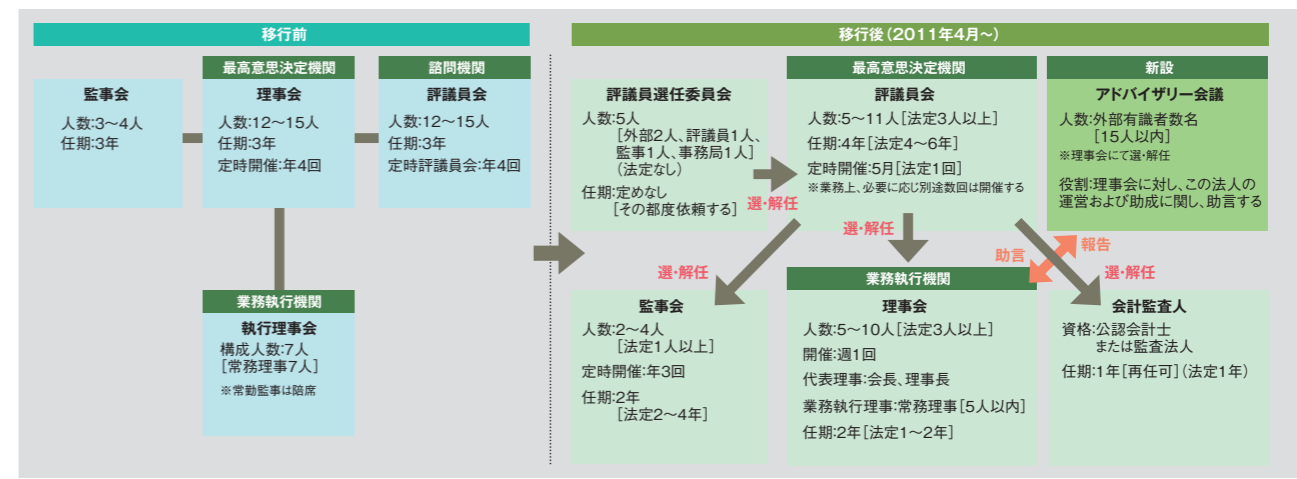 移行前
監事会
人数:3～4人
任期:3年
最高意思決定機関
理事会
人数:12～15人
任期:3年
定時開催:年4回
諮問機関
評議員会
人数:12～15人
任期:3年
定時評議員会:年4回
業務執行機関
執行理事会
構成人数:7人
[常務理事7人]
※常勤監事は陪席
移行後(2011年4月～)
評議員選任委員会
人数:5人
[外部2人、評議員1人、
監事1人、事務局1人]
(法定なし)
任期:定めなし
[その都度依頼する]
選・解任
最高意思決定機関
評議員会
人数:5～11人[法定3人以上]
任期:4年[法定4～6年]
定時開催:5月[法定1回]
※業務上、必要に応じ別途数回は開催する
新設
アドバイザリー会議
人数:外部有識者数名
[15人以内]
※理事会にて選・解任
役割:理事会に対し、この法人の
運営および助成に関し、助言する
選・解任
選・解任
助言
報告
選・解任
監事会
人数:2～4人
[法定1人以上]
定時開催:年3回
任期:2年
[法定2～4年]
業務執行機関
理事会
人数:5～10人[法定3人以上]
開催:週1回
代表理事:会長、理事長
業務執行理事:常務理事[5人以内]
任期:2年[法定1～2年]
会計監査人
資格:公認会計士
または監査法人
任期:1年[再任可](法定1年)